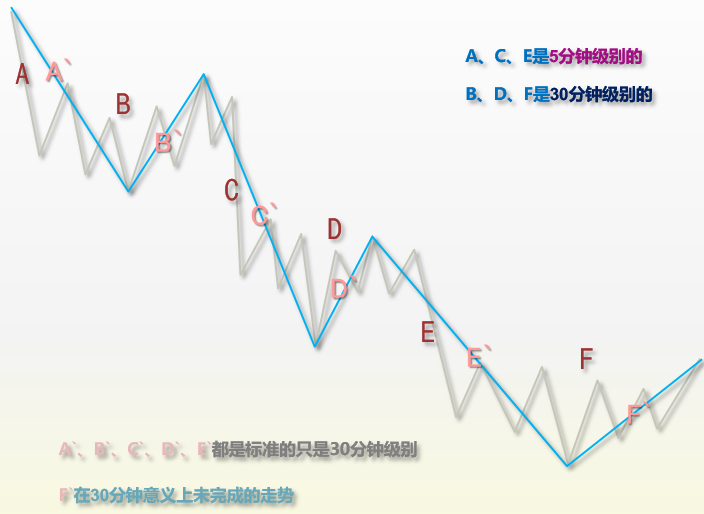 A、C、E是5分钟级别的
A
A`
B、D、F是30分钟级别的
B
B`
C
C`
D
D`
E
E`
F
F`
A`、B`、C`、D`、E`都是标准的只是30分钟级别
F`在30分钟意义上未完成的走势